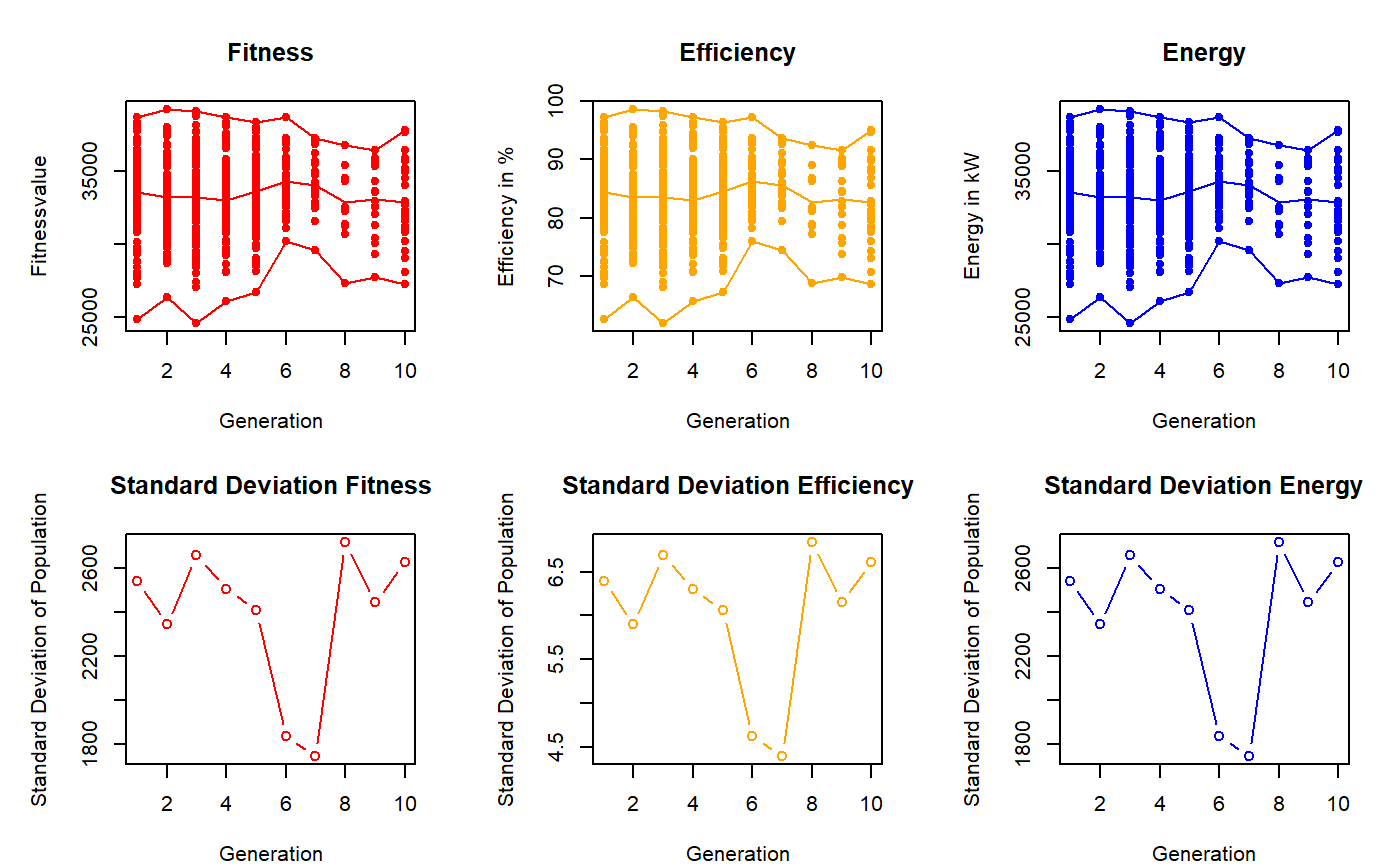 Fitness
Fitnessvalue
35000
25000
2 4 6 8 10
Generation
Efficiency
Efficiency in %
100
90
80
70
2 4 6 8 10
Generation
Energy
Energy in kW
35000
25000
2 4 6 8 10
Generation
Standard Deviation Fitness
Standard Deviation of Population
2600
2200
1800
2 4 6 8 10
Generation
Standard Deviation Efficiency
Standard Deviation of Population
6.5
5.5
4.5
2 4 6 8 10
Generation
Standard Deviation Energy
Standard Deviation of Population
2600
2200
1800
2 4 6 8 10
Generation